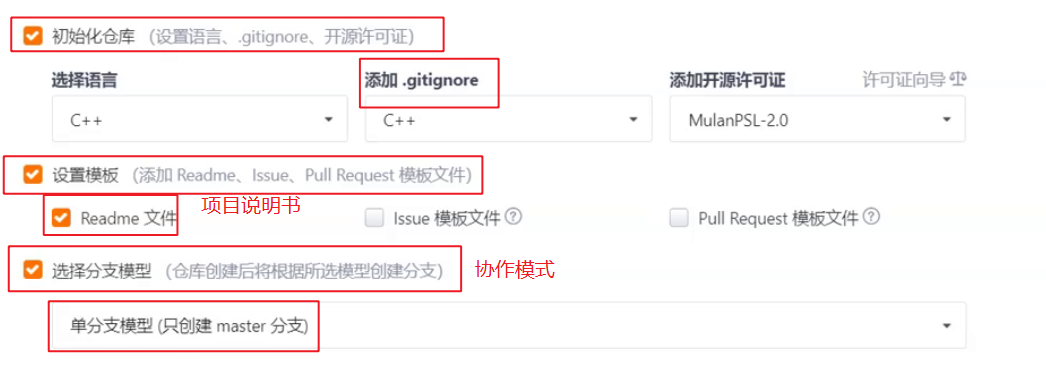 初始化仓库 (设置语言、.gitignore、开源许可证)
选择语言 添加 .gitignore 添加开源许可证 许可证向导
C++ C++ MulanPSL-2.0
设置模板 (添加 Readme、Issue、Pull Request 模板文件)
Readme 文件 项目说明书 Issue 模板文件 ? Pull Request 模板文件 ?
选择分支模型 (仓库创建后将根据所选模型创建分支) 协作模式
单分支模型 (只创建 master 分支)